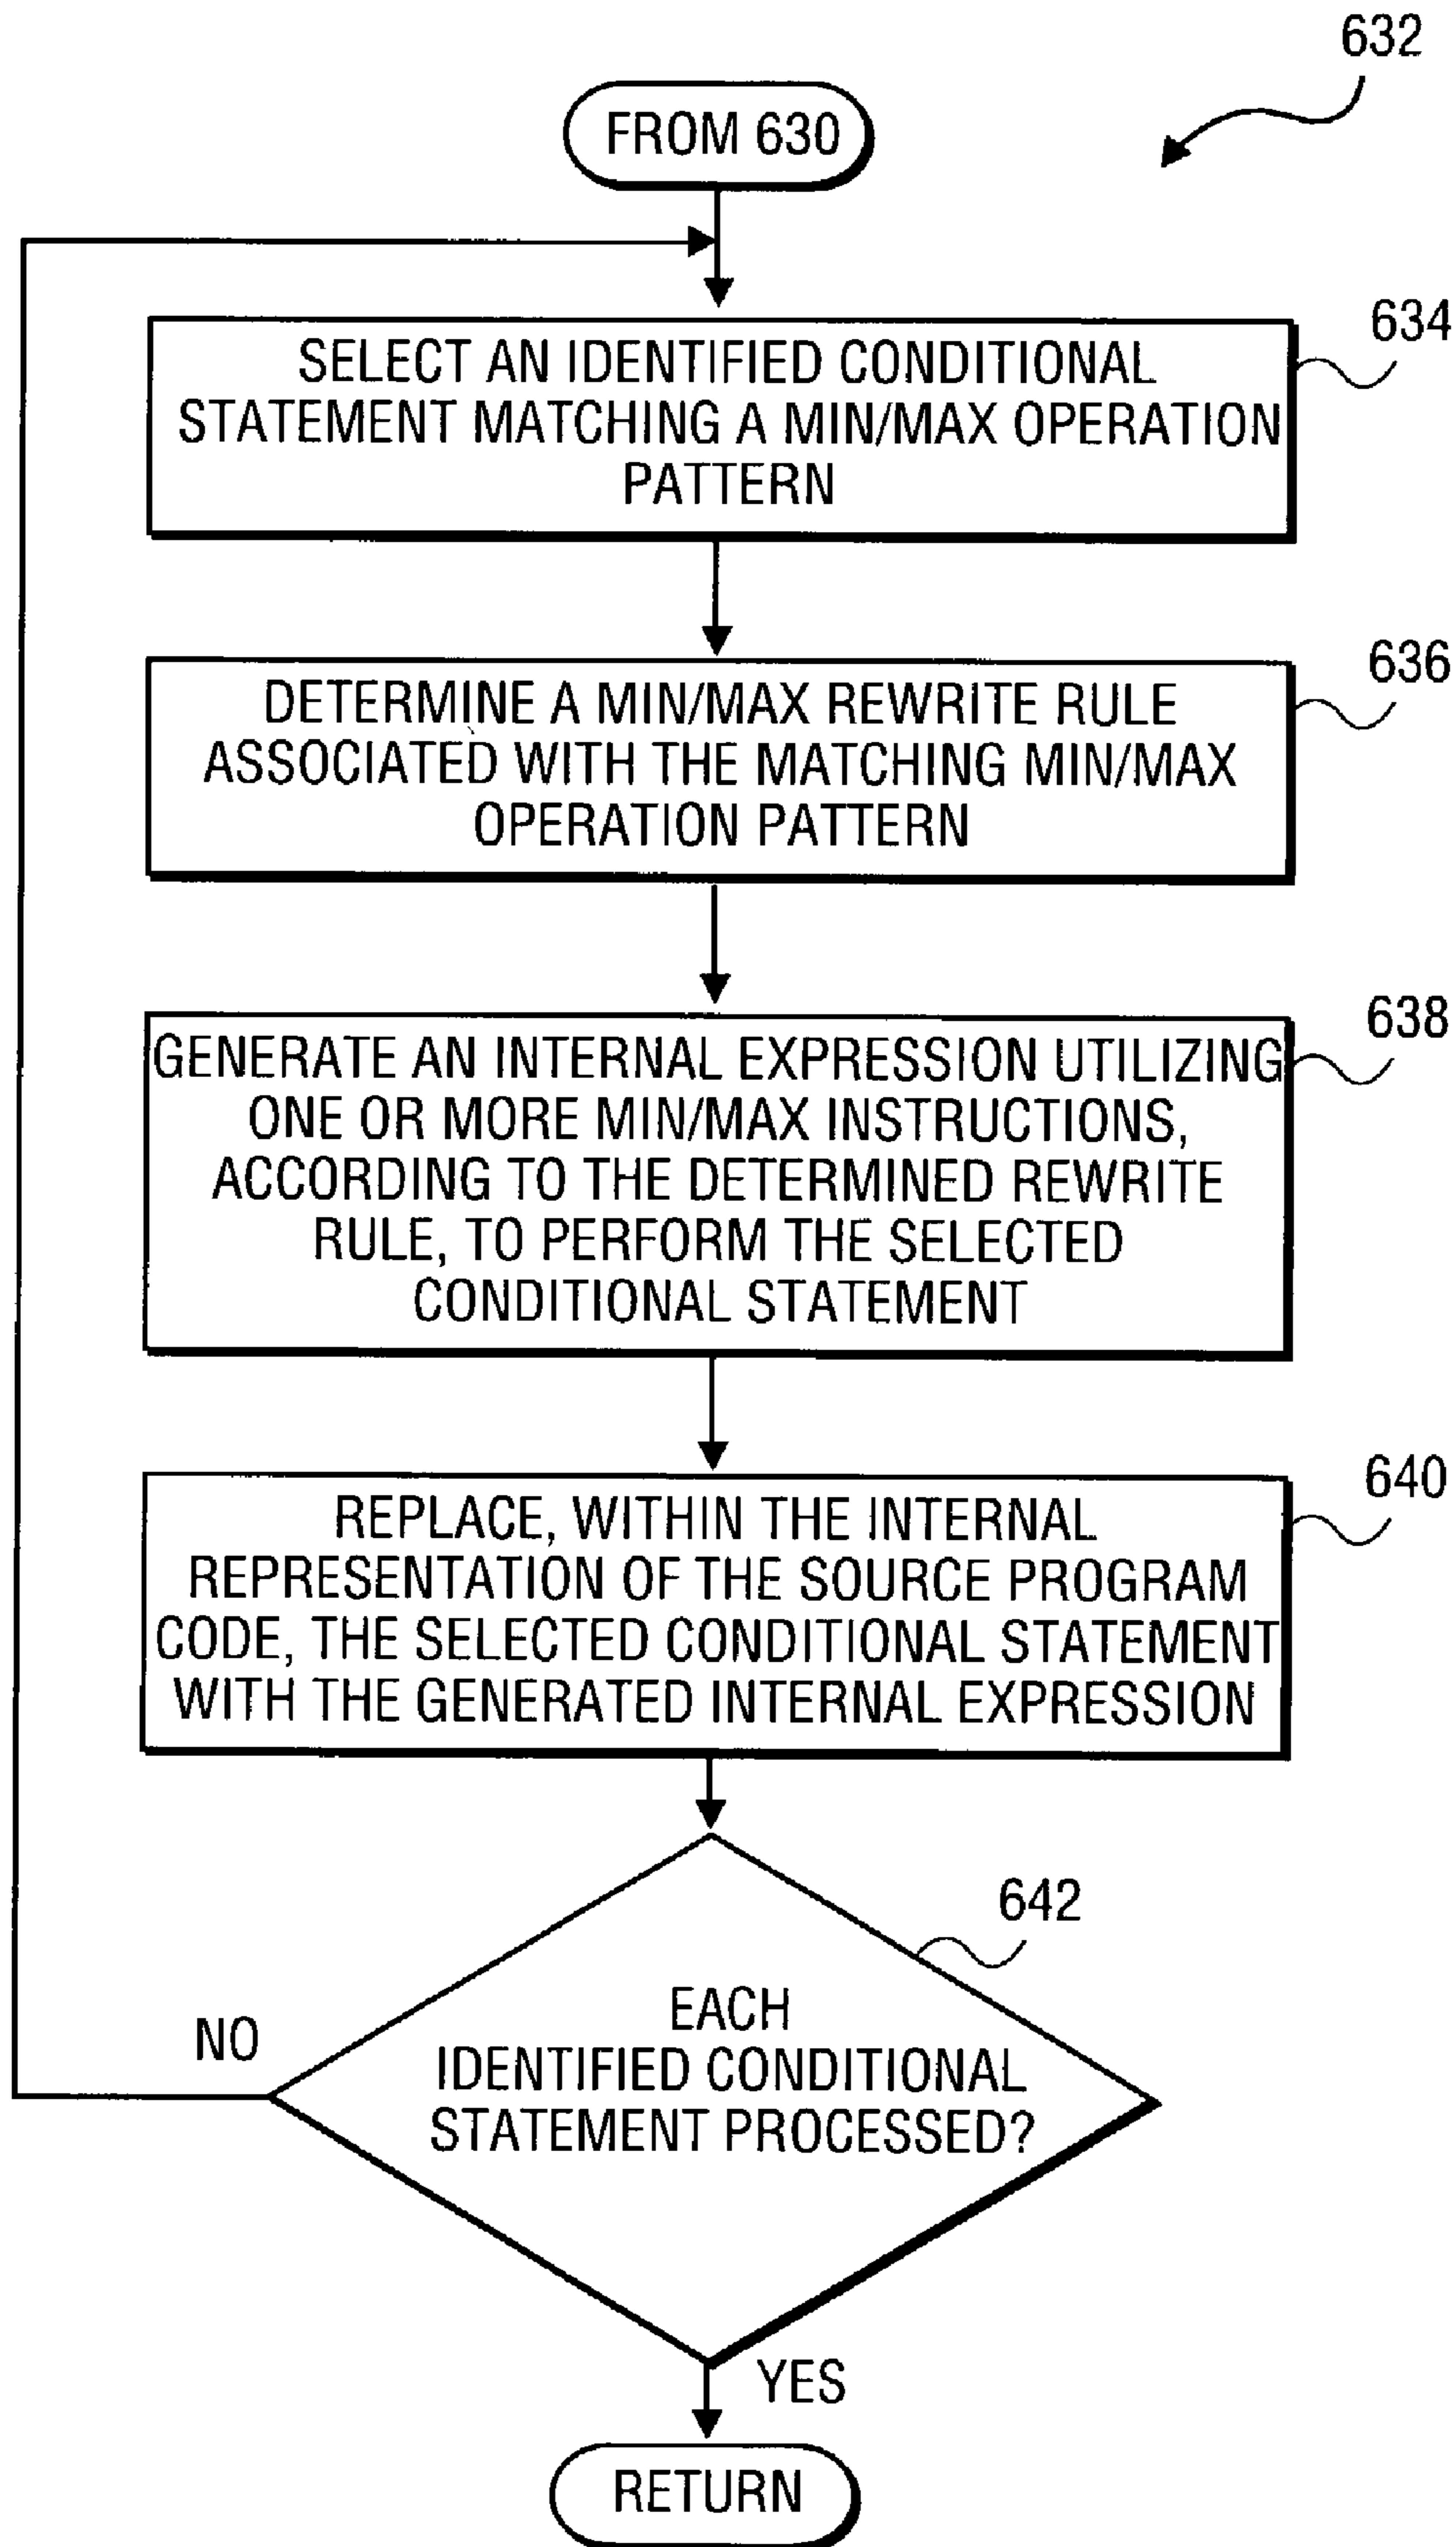 632
FROM 630
634
SELECT AN IDENTIFIED CONDITIONAL
STATEMENT MATCHING A MIN/MAX OPERATION
PATTERN
636
DETERMINE A MIN/MAX REWRITE RULE
ASSOCIATED WITH THE MATCHING MIN/MAX
OPERATION PATTERN
638
GENERATE AN INTERNAL EXPRESSION UTILIZING
ONE OR MORE MIN/MAX INSTRUCTIONS,
ACCORDING TO THE DETERMINED REWRITE
RULE, TO PERFORM THE SELECTED
CONDITIONAL STATEMENT
640
REPLACE, WITHIN THE INTERNAL
REPRESENTATION OF THE SOURCE PROGRAM
CODE, THE SELECTED CONDITIONAL STATEMENT
WITH THE GENERATED INTERNAL EXPRESSION
642
EACH
IDENTIFIED CONDITIONAL
STATEMENT PROCESSED?
NO
YES
RETURN